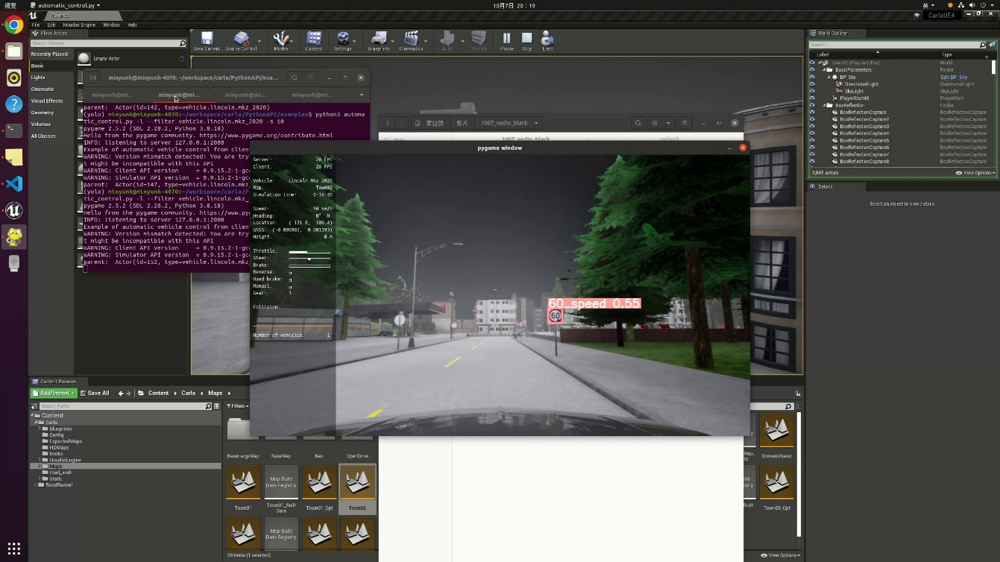 概覽
automatic_control.py
10月7日 20：19
英
Town02
CarlaUE4
File Edit Houdini Engine Window Help
Place Actors
Search Classes
Recently Placed
Basic
Lights
Cinematic
Visual Effects
Geometry
Volumes
All Classes
Empty Actor
Save Current
Source Control
Modes
Content
Settings
Blueprints
Cinematics
Build
Compile
Pause
Stop
Eject
World Outliner
Search
Label
Type
Town02 (Play In Editor)
BasicParameters Folder
BP_Sky Edit BP_Sky
DirectionalLight DirectionalLight
SkyLight SkyLight
PlayerStart48 PlayerStart
BoxReflection Folder
BoxReflectionCapture BoxReflectionCapture
BoxReflectionCapture2 BoxReflectionCapture
BoxReflectionCapture3 BoxReflectionCapture
BoxReflectionCapture4 BoxReflectionCapture
BoxReflectionCapture5 BoxReflectionCapture
BoxReflectionCapture6 BoxReflectionCapture
BoxReflectionCapture7 BoxReflectionCapture
BoxReflectionCapture8 BoxReflectionCapture
2,045 actors
View Options
Details
Select an object to view details.
minyunh@minyunh-4070: ~/workspace/carla/PythonAPI/exa...
minyunh@mi...
minyunh@mi...
minyunh@mi...
minyunh@mi...
parent: Actor(id=142, type=vehicle.lincoln.mkz_2020)
(yolo) minyunh@minyunh-4070:~/workspace/carla/PythonAPI/examples$ python3 automa
tic_control.py -l --filter vehicle.lincoln.mkz_2020 -s 10
pygame 2.5.2 (SDL 2.28.2, Python 3.8.18)
Hello from the pygame community. https://www.pygame.org/contribute.html
INFO: listening to server 127.0.0.1:2000
Example of automatic vehicle control from clien
WARNING: Version mismatch detected: You are try
t might be incompatible with this API
WARNING: Client API version = 0.9.15.2-1-gc
WARNING: Simulator API version = 0.9.15.2-1-gc
parent: Actor(id=147, type=vehicle.lincoln.mkz_
(yolo) minyunh@minyunh-4070:~/workspace/carla/P
tic_control.py -l --filter vehicle.lincoln.mkz_
pygame 2.5.2 (SDL 2.28.2, Python 3.8.18)
Hello from the pygame community. https://www.py
INFO: listening to server 127.0.0.1:2000
Example of automatic vehicle control from clien
WARNING: Version mismatch detected: You are try
t might be incompatible with this API
WARNING: Client API version = 0.9.15.2-1-gc
WARNING: Simulator API version = 0.9.15.2-1-gc
parent: Actor(id=152, type=vehicle.lincoln.mkz_
家目錄
影片
1007_vedio_black
1007_vedio_black
yolov5
pygame window
Server: 26 FPS
Client: 26 FPS
Vehicle: Lincoln Mkz 2020
Map: Town02
Simulation time: 0:19:40
Speed: 50 km/h
Heading: 0° N
Location: ( 131.8, 109.4)
GNSS: (-0.000983, 0.001193)
Height: 0 m
Throttle:
Steer:
Brake:
Reverse:
Hand brake:
Manual:
Gear: 1
Collision:
Number of vehicles: 1
60_speed 0.55
60
Content Browser
Add/Import
Save All
Content
Carla
Maps
Search Paths
Filters
Content
Carla
Blueprints
Config
ExportedMaps
HDMaps
hooks
HoudiniEngine
Maps
road_xodr
Static
RoadRunner
BaseLargeMap
BaseMap
Nav
OpenDrive
ScenarioBasic
Map Build
Data Registry
Town01
Town01_Built
Data
Town01_Opt
Town02
Town05_Opt
Map Build
Data Registry
39 items (1 selected)
View Options